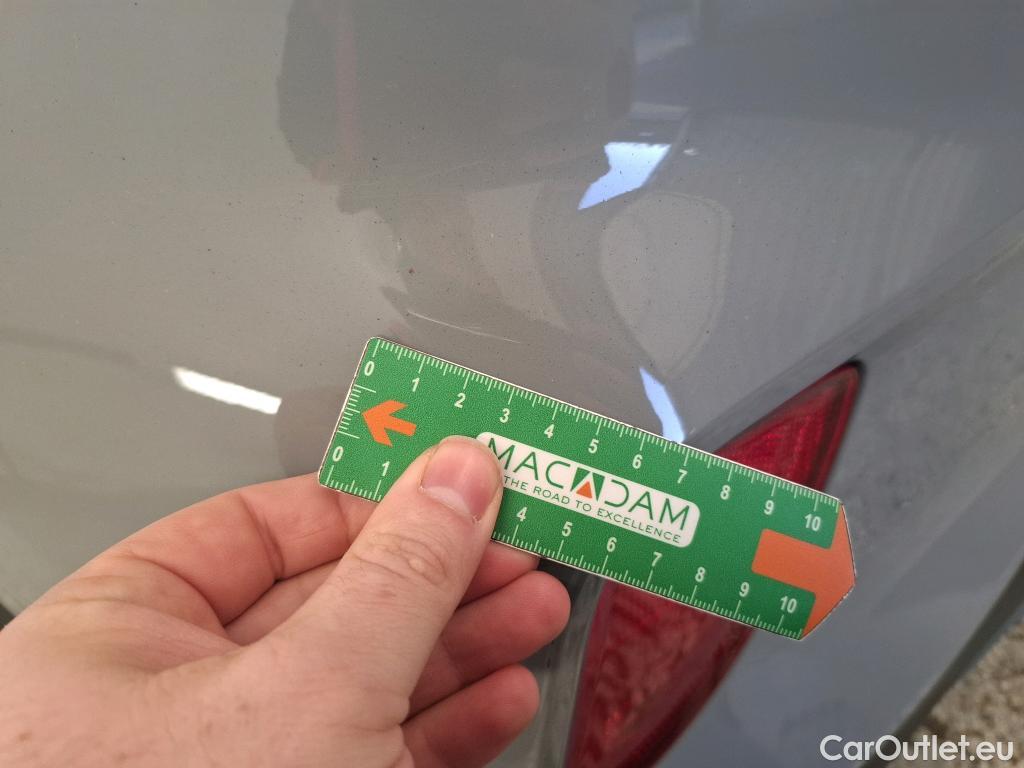 0 1 2 3 4 5 6 7 8 9 10
MACADAM
THE ROAD TO EXCELLENCE
0 1 4 5 6 7 8 9 10
CarOutlet.eu